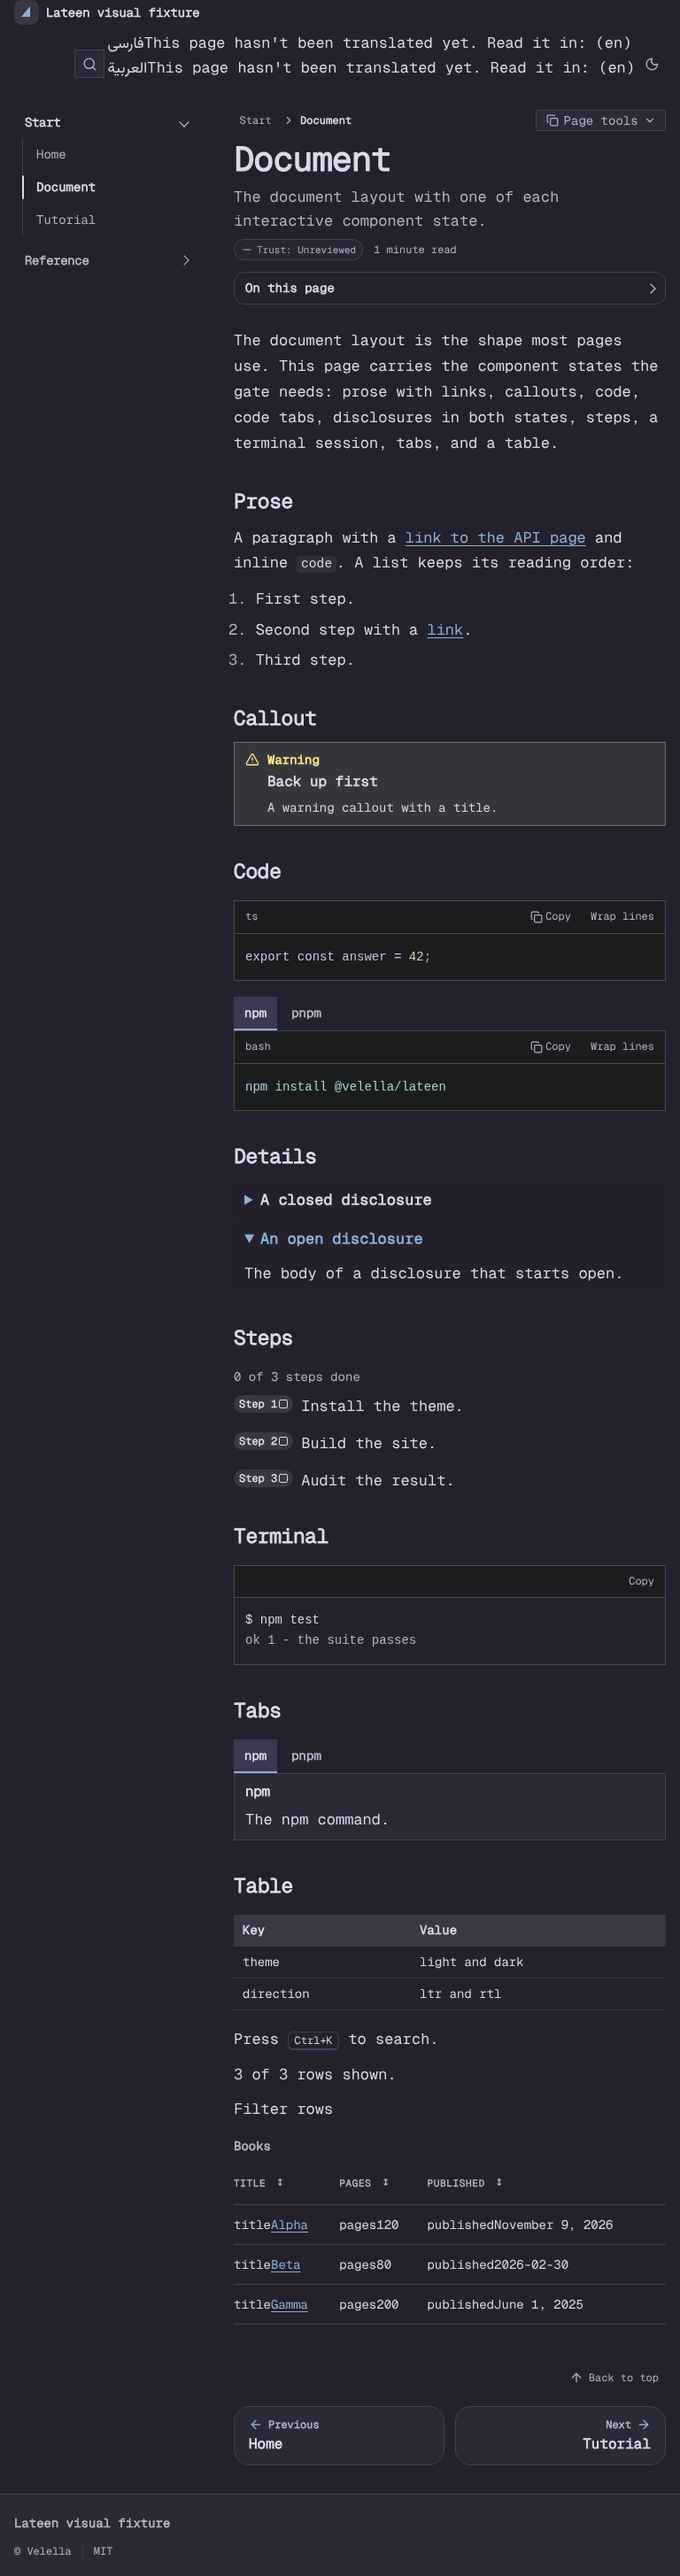 Lateen visual fixture
فارسیThis page hasn't been translated yet. Read it in: (en)
العربيةThis page hasn't been translated yet. Read it in: (en)
Start
Home
Document
Tutorial
Reference
Start > Document
Page tools
Document
The document layout with one of each
interactive component state.
Trust: Unreviewed
1 minute read
On this page
The document layout is the shape most pages
use. This page carries the component states the
gate needs: prose with links, callouts, code,
code tabs, disclosures in both states, steps, a
terminal session, tabs, and a table.
Prose
A paragraph with a link to the API page and
inline code. A list keeps its reading order:
1. First step.
2. Second step with a link.
3. Third step.
Callout
Warning
Back up first
A warning callout with a title.
Code
ts Copy Wrap lines
export const answer = 42;
npm pnpm
bash Copy Wrap lines
npm install @velella/lateen
Details
A closed disclosure
An open disclosure
The body of a disclosure that starts open.
Steps
0 of 3 steps done
Step 1 Install the theme.
Step 2 Build the site.
Step 3 Audit the result.
Terminal
Copy
$ npm test
ok 1 - the suite passes
Tabs
npm pnpm
npm
The npm command.
Table
Key Value
theme light and dark
direction ltr and rtl
Press Ctrl+K to search.
3 of 3 rows shown.
Filter rows
Books
TITLE ↕ PAGES ↕ PUBLISHED ↕
titleAlpha pages120 publishedNovember 9, 2026
titleBeta pages80 published2026-02-30
titleGamma pages200 publishedJune 1, 2025
↑ Back to top
← Previous
Home
Next →
Tutorial
Lateen visual fixture
© Velella MIT